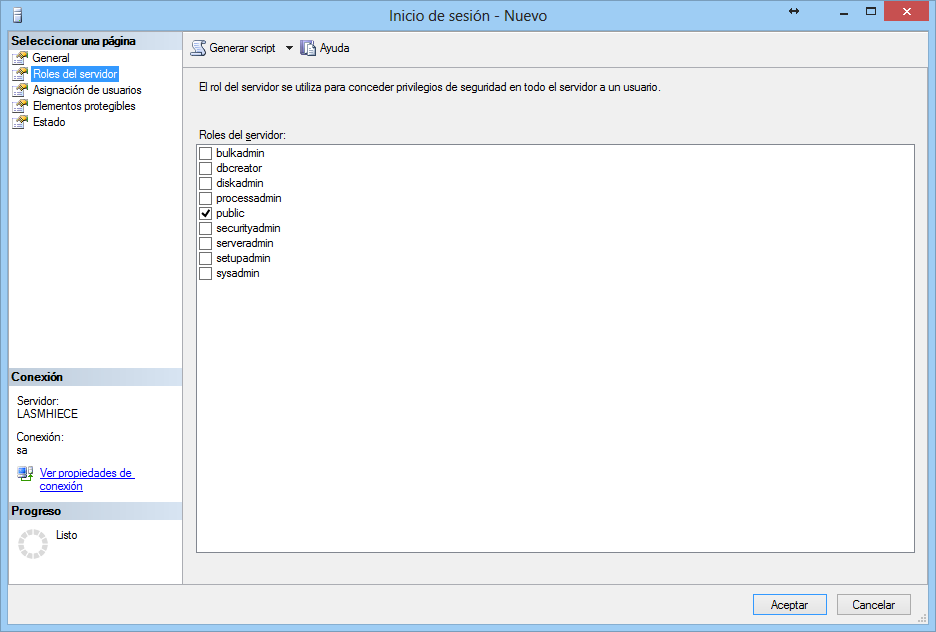 Inicio de sesión - Nuevo
Seleccionar una página
General
Roles del servidor
Asignación de usuarios
Elementos protegibles
Estado
Generar script
Ayuda
El rol del servidor se utiliza para conceder privilegios de seguridad en todo el servidor a un usuario.
Roles del servidor:
bulkadmin
dbcreator
diskadmin
processadmin
public
securityadmin
serveradmin
setupadmin
sysadmin
Conexión
Servidor:
LASMHIECE
Conexión:
sa
Ver propiedades de
conexión
Progreso
Listo
Aceptar
Cancelar